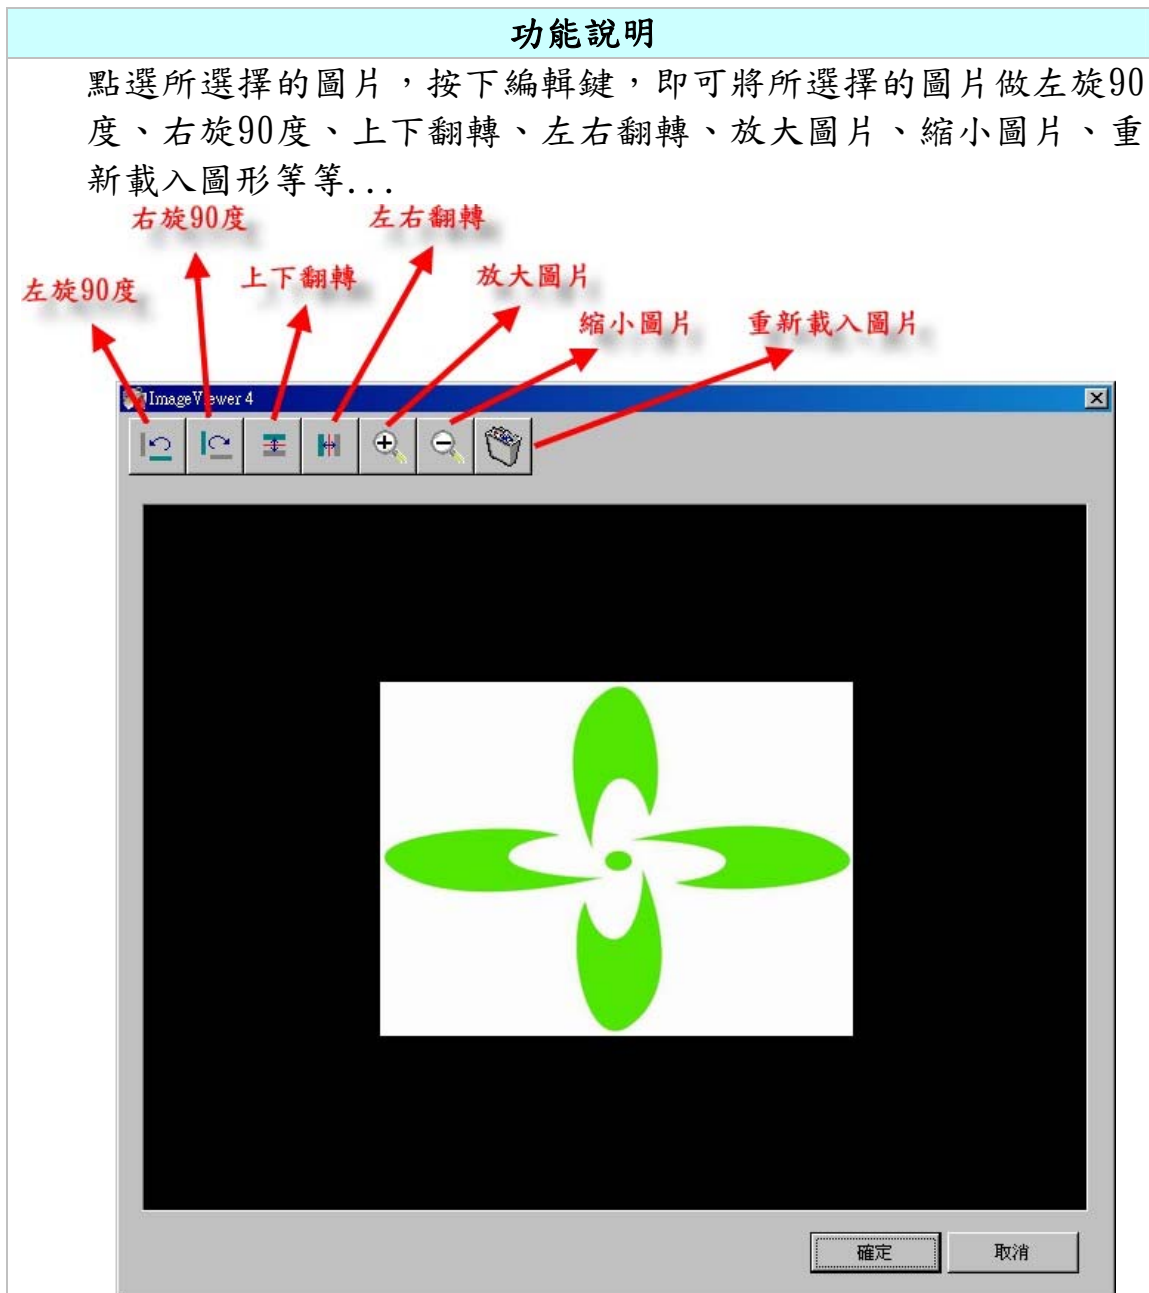 功能說明
點選所選擇的圖片，按下編輯鍵，即可將所選擇的圖片做左旋90
度、右旋90度、上下翻轉、左右翻轉、放大圖片、縮小圖片、重
新載入圖形等等...
右旋90度
左右翻轉
左旋90度
上下翻轉
放大圖片
縮小圖片
重新載入圖片
ImageViewer 4
確定
取消